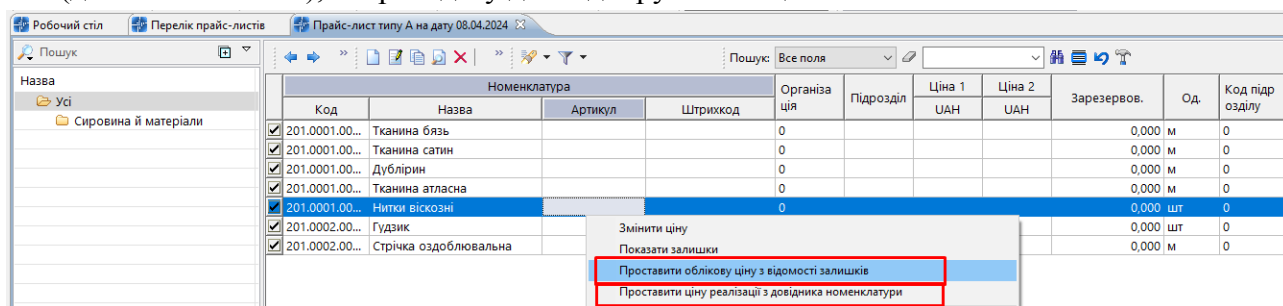 Робочий стіл Перелік прайс-листів Прайс-лист типу А на дату 08.04.2024
Пошук Пошук: Все поля
Назва
Усі
Сировина й матеріали
Номенклатура Організація Підрозділ Ціна 1 Ціна 2 Зарезервов. Од. Код підрозділу
Код Назва Артикул Штрихкод UAH UAH
201.0001.00... Тканина бязь 0 0,000 м 0
201.0001.00... Тканина сатин 0 0,000 м 0
201.0001.00... Дублірин 0 0,000 м 0
201.0001.00... Тканина атласна 0 0,000 м 0
201.0001.00... Нитки віскозні 0 0,000 шт 0
201.0002.00... Гудзик 0,000 шт 0
201.0002.00... Стрічка оздоблювальна 0,000 м 0
Змінити ціну
Показати залишки
Проставити облікову ціну з відомості залишків
Проставити ціну реалізації з довідника номенклатури